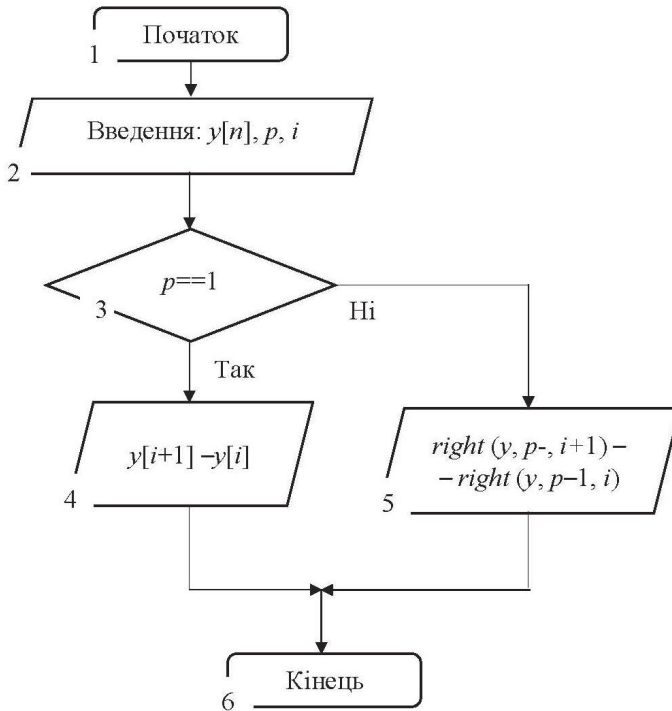 Початок
1
Введення: y[n], p, i
2
p==1
3
Ні
Так
y[i+1] –y[i]
4
right (y, p-, i+1) –
– right (y, p–1, i)
5
Кінець
6